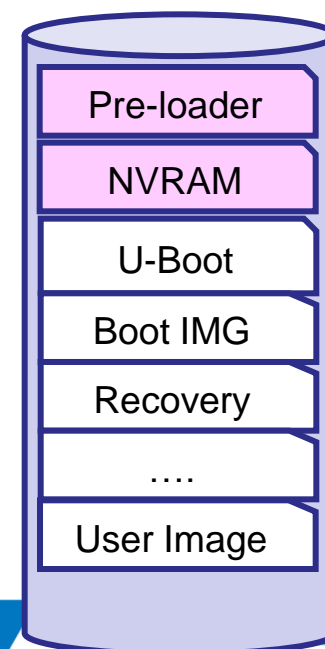 Pre-loader
NVRAM
U-Boot
Boot IMG
Recovery
….
User Image